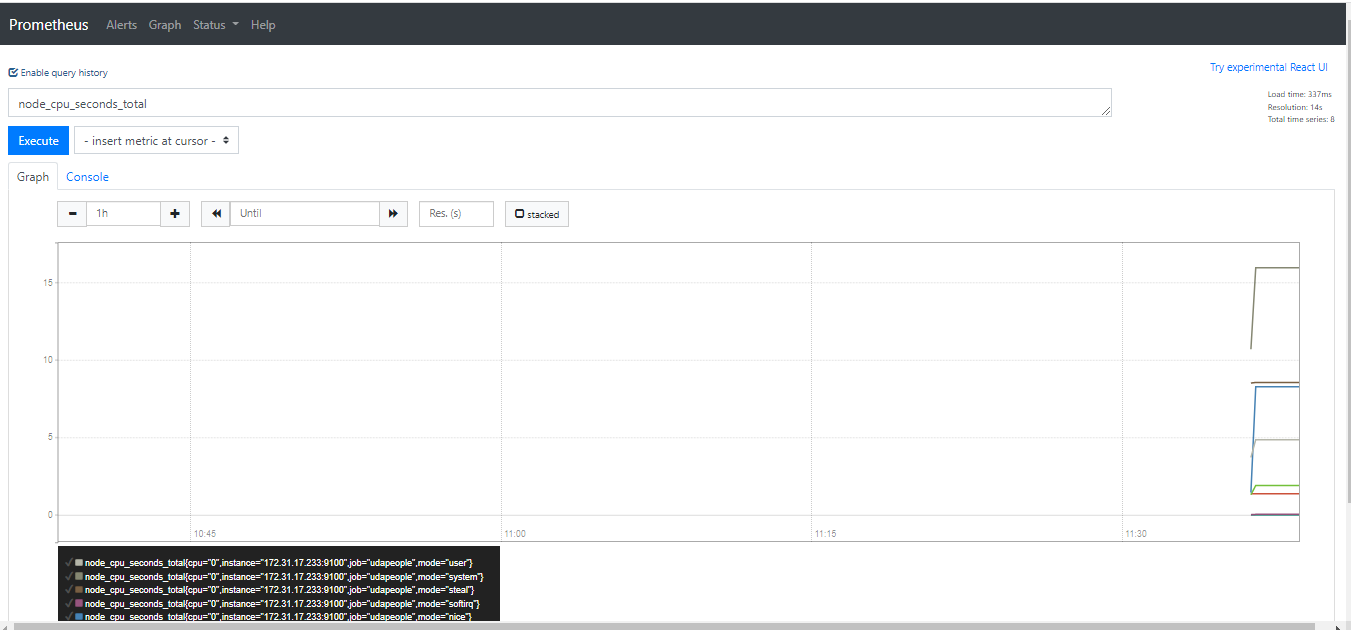 Prometheus Alerts Graph Status Help
Enable query history
Try experimental React UI
node_cpu_seconds_total
Load time: 337ms
Resolution: 14s
Total time series: 8
Execute - insert metric at cursor -
Graph Console
1h Until Res. (s) stacked
15
10
5
0
10:45 11:00 11:15 11:30
node_cpu_seconds_total{cpu="0",instance="172.31.17.233:9100",job="udapeople",mode="user"}
node_cpu_seconds_total{cpu="0",instance="172.31.17.233:9100",job="udapeople",mode="system"}
node_cpu_seconds_total{cpu="0",instance="172.31.17.233:9100",job="udapeople",mode="steal"}
node_cpu_seconds_total{cpu="0",instance="172.31.17.233:9100",job="udapeople",mode="softirq"}
node_cpu_seconds_total{cpu="0",instance="172.31.17.233:9100",job="udapeople",mode="nice"}